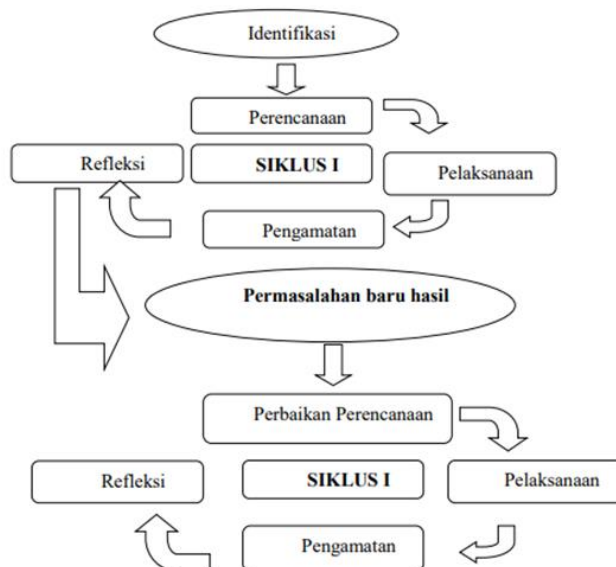 Identifikasi
Perencanaan
Refleksi
SIKLUS I
Pelaksanaan
Pengamatan
Permasalahan baru hasil
Perbaikan Perencanaan
Refleksi
SIKLUS I
Pelaksanaan
Pengamatan